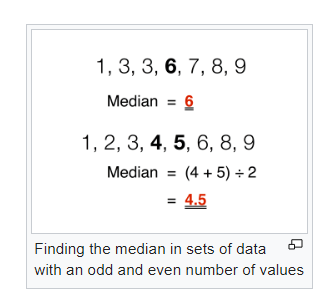 1, 3, 3, 6, 7, 8, 9
Median = 6
1, 2, 3, 4, 5, 6, 8, 9
Median = (4 + 5) ÷ 2
= 4.5
Finding the median in sets of data
with an odd and even number of values